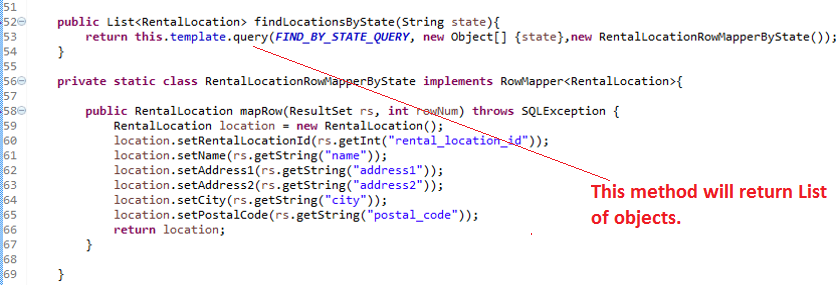 51
52 public List<RentalLocation> findLocationsByState(String state){
53 return this.template.query(FIND_BY_STATE_QUERY, new Object[] {state},new RentalLocationRowMapperByState());
54 }
55
56 private static class RentalLocationRowMapperByState implements RowMapper<RentalLocation>{
57
58 public RentalLocation mapRow(ResultSet rs, int rowNum) throws SQLException {
59 RentalLocation location = new RentalLocation();
60 location.setRentalLocationId(rs.getInt("rental_location_id"));
61 location.setName(rs.getString("name"));
62 location.setAddress1(rs.getString("address1"));
63 location.setAddress2(rs.getString("address2"));
64 location.setCity(rs.getString("city"));
65 location.setPostalCode(rs.getString("postal_code"));
66 return location;
67 }
68
69 }
This method will return List
of objects.